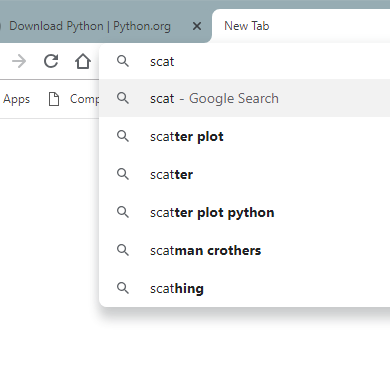 Download Python | Python.org
New Tab
scat
Apps
scat - Google Search
scatter plot
scatter
scatter plot python
scatman crothers
scathing